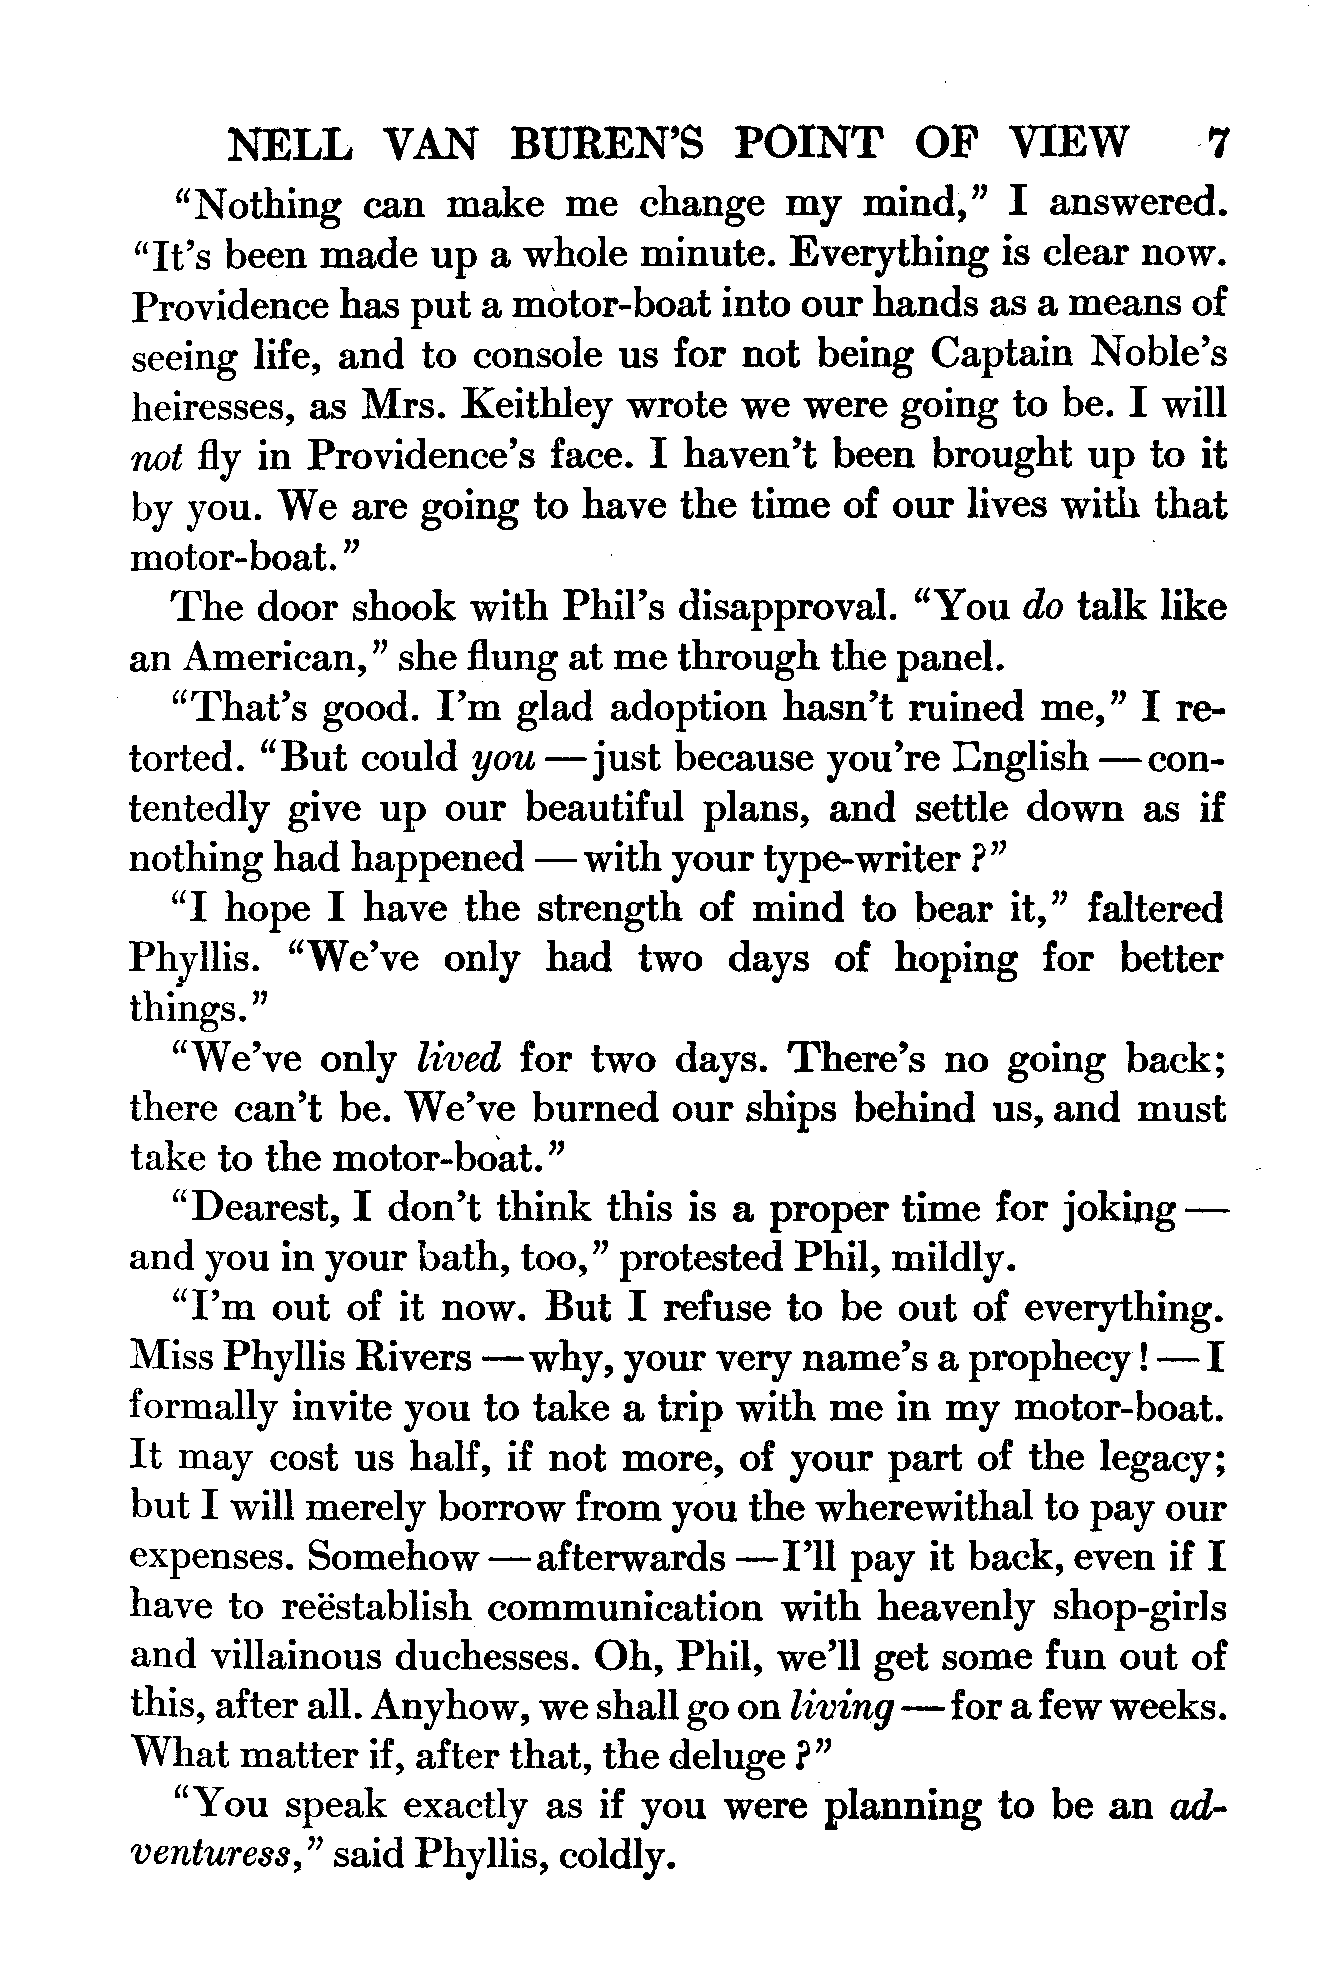 NELL VAN BUREN'S POINT OF VIEW 7
“Nothing can make me change my mind,” I answered.
“It's been made up a whole minute. Everything is clear now.
Providence has put a motor-boat into our hands as a means of
seeing life, and to console us for not being Captain Noble's
heiresses, as Mrs. Keithley wrote we were going to be. I will
not fly in Providence's face. I haven't been brought up to it
by you. We are going to have the time of our lives with that
motor-boat.”
The door shook with Phil's disapproval. “You do talk like
an American,” she flung at me through the panel.
“That's good. I'm glad adoption hasn't ruined me,” I re-
torted. “But could you — just because you're English — con-
tentedly give up our beautiful plans, and settle down as if
nothing had happened — with your type-writer?”
“I hope I have the strength of mind to bear it,” faltered
Phyllis. “We've only had two days of hoping for better
things.”
“We've only lived for two days. There's no going back;
there can't be. We've burned our ships behind us, and must
take to the motor-boat.”
“Dearest, I don't think this is a proper time for joking —
and you in your bath, too,” protested Phil, mildly.
“I'm out of it now. But I refuse to be out of everything.
Miss Phyllis Rivers — why, your very name's a prophecy! — I
formally invite you to take a trip with me in my motor-boat.
It may cost us half, if not more, of your part of the legacy;
but I will merely borrow from you the wherewithal to pay our
expenses. Somehow — afterwards — I'll pay it back, even if I
have to reëstablish communication with heavenly shop-girls
and villainous duchesses. Oh, Phil, we'll get some fun out of
this, after all. Anyhow, we shall go on living — for a few weeks.
What matter if, after that, the deluge?”
“You speak exactly as if you were planning to be an ad-
venturess,” said Phyllis, coldly.